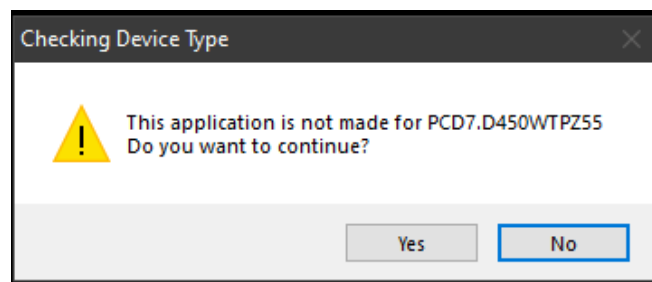 Checking Device Type
This application is not made for PCD7.D450WTPZ55
Do you want to continue?
Yes
No